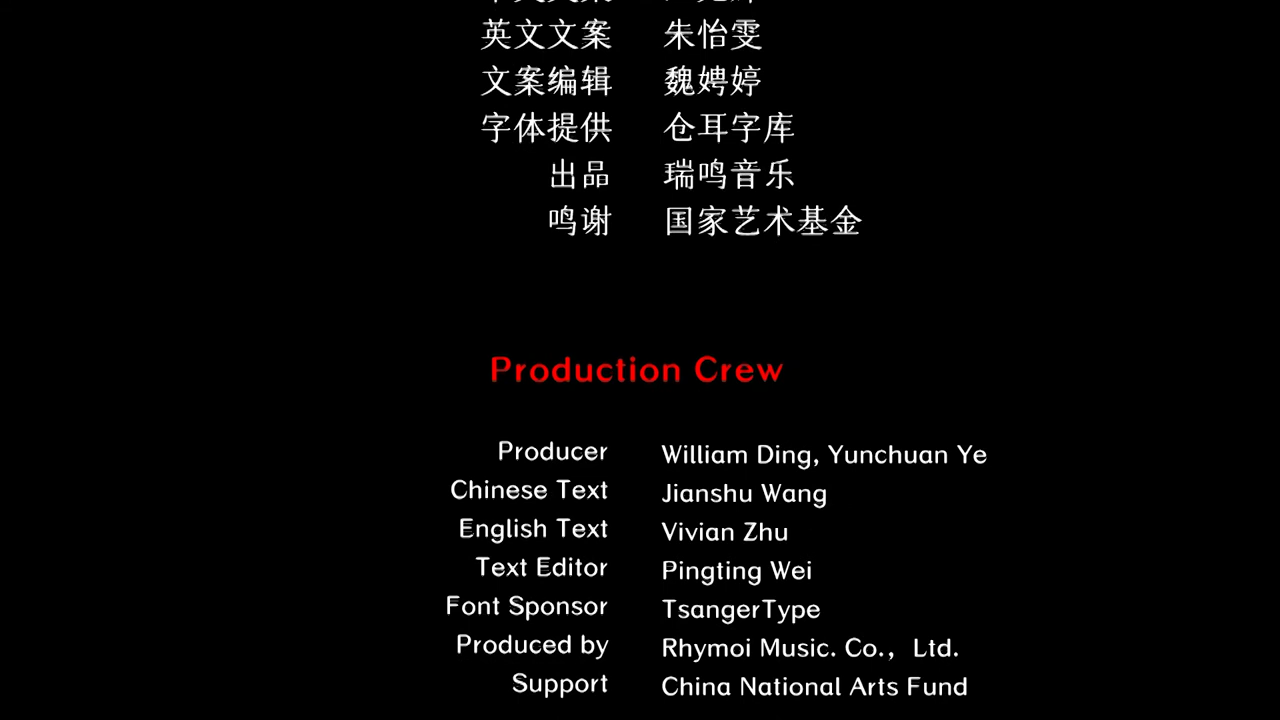 英文文案 朱怡雯
文案编辑 魏娉婷
字体提供 仓耳字库
出品 瑞鸣音乐
鸣谢 国家艺术基金
Production Crew
Producer William Ding, Yunchuan Ye
Chinese Text Jianshu Wang
English Text Vivian Zhu
Text Editor Pingting Wei
Font Sponsor TsangerType
Produced by Rhymoi Music. Co., Ltd.
Support China National Arts Fund